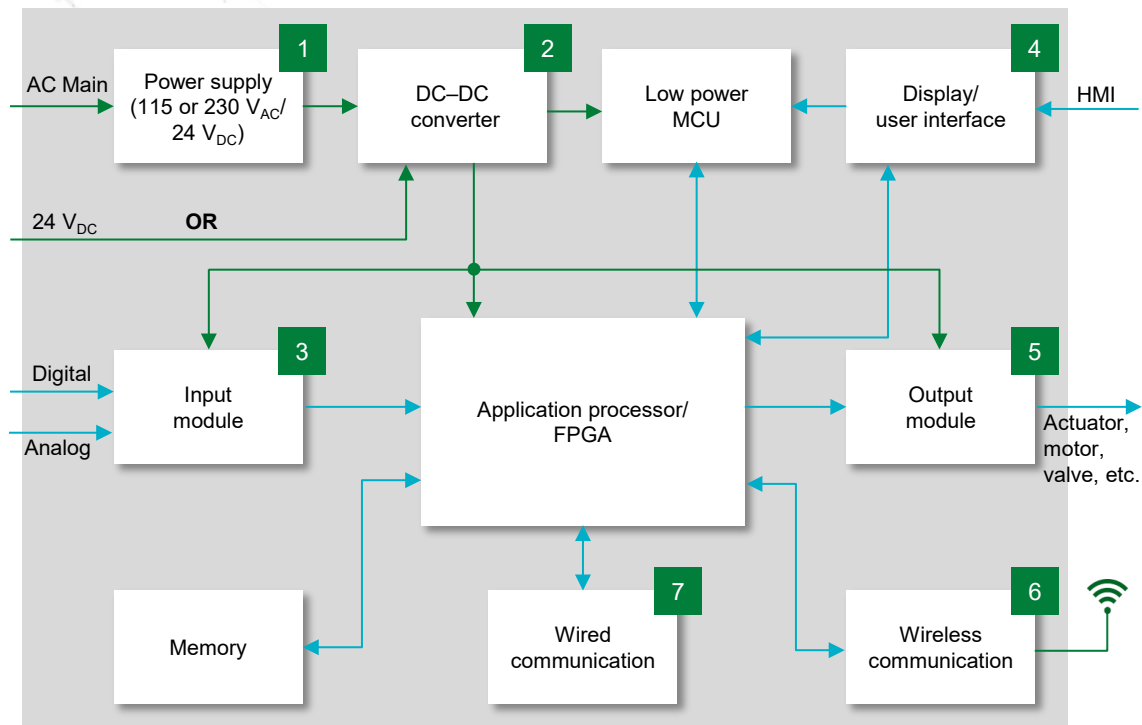 1
2
4
AC Main
Power supply
(115 or 230 VAC/
24 VDC)
DC–DC
converter
Low power
MCU
Display/
user interface
HMI
24 VDC
OR
3
5
Digital
Analog
Input
module
Application processor/
FPGA
Output
module
Actuator,
motor,
valve, etc.
7
6
Memory
Wired
communication
Wireless
communication